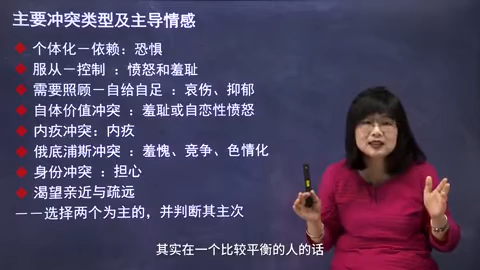 主要冲突类型及主导情感
个体化－依赖：恐惧
服从－控制 ：愤怒和羞耻
需要照顾－自给自足 ：哀伤、抑郁
自体价值冲突 ：羞耻或自恋性愤怒
内疚冲突：内疚
俄底浦斯冲突 ：羞愧、竞争、色情化
身份冲突 ：担心
渴望亲近与疏远
－－选择两个为主的，并判断其主次
其实在一个比较平衡的人的话